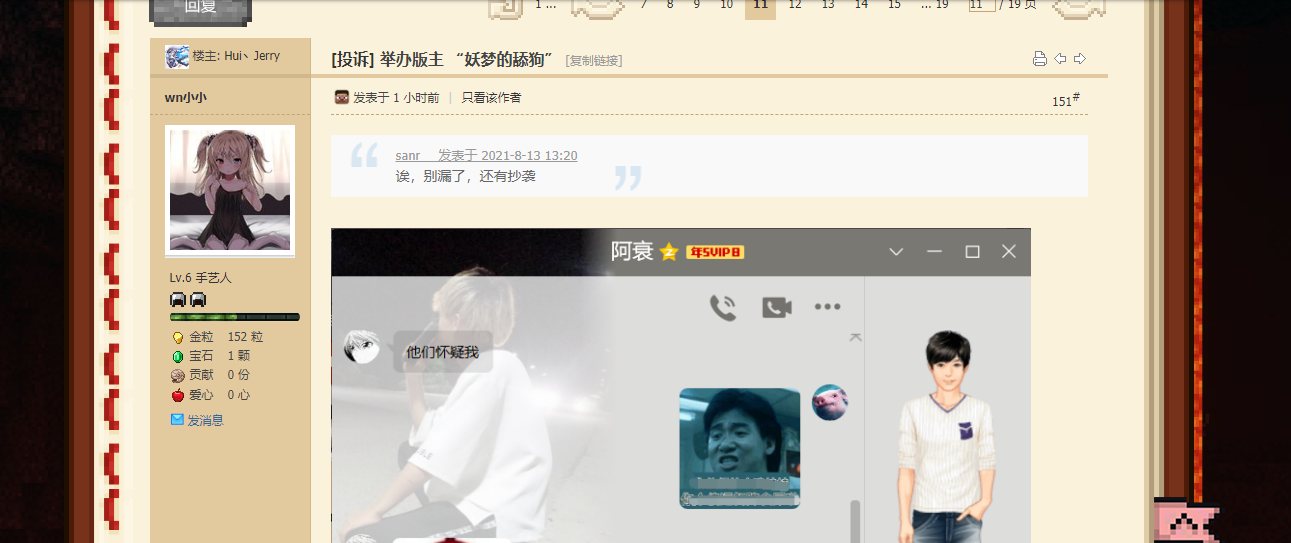 回复
1 ...
7
8
9
10
11
12
13
14
15
... 19
11 / 19 页
楼主: Hui丶Jerry
[投诉] 举办版主 “妖梦的舔狗” [复制链接]
wn小小
发表于 1 小时前 | 只看该作者
151#
sanr 发表于 2021-8-13 13:20
诶，别漏了，还有抄袭
阿衰 年SVIP8
他们怀疑我
Lv.6 手艺人
金粒 152 粒
宝石 1 颗
贡献 0 份
爱心 0 心
发消息